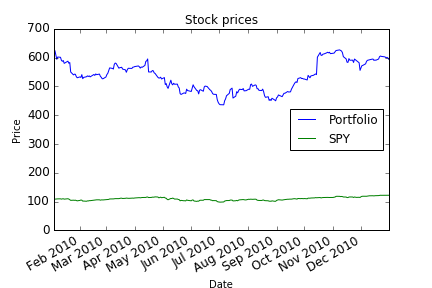 Stock prices
700
600
500
400
300
200
100
0
Price
Portfolio
SPY
Feb 2010
Mar 2010
Apr 2010
May 2010
Jun 2010
Jul 2010
Aug 2010
Sep 2010
Oct 2010
Nov 2010
Dec 2010
Date